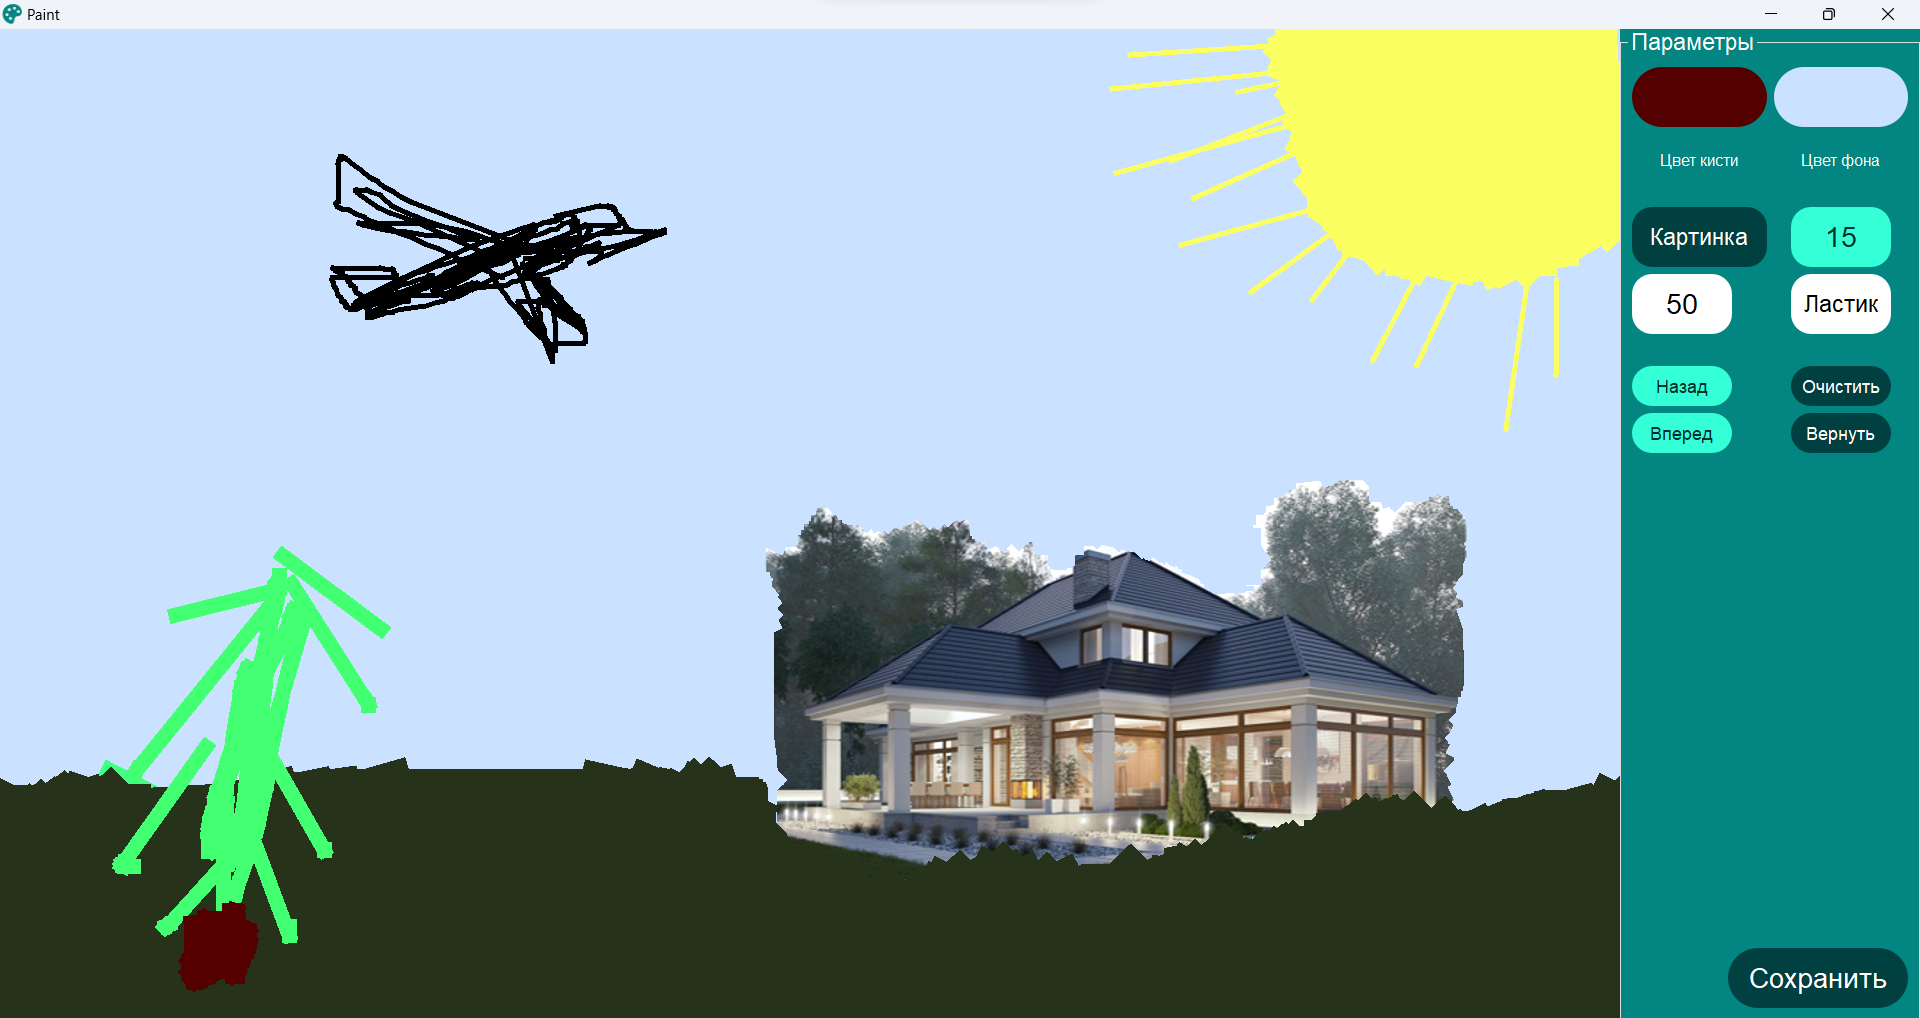 Paint
Параметры
Цвет кисти Цвет фона
Картинка 15
50 Ластик
Назад Очистить
Вперед Вернуть
Сохранить